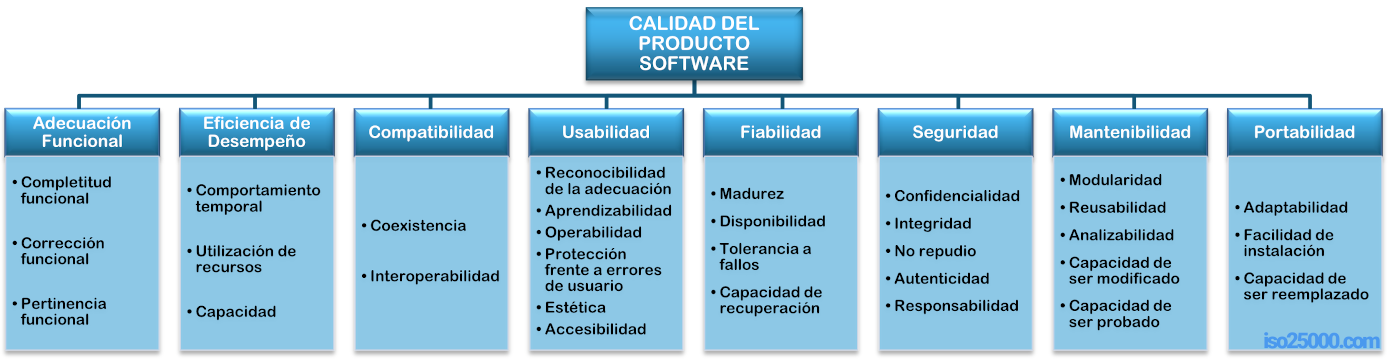 CALIDAD DEL
PRODUCTO
SOFTWARE
Adecuación
Funcional
• Completitud
funcional
• Corrección
funcional
• Pertinencia
funcional
Eficiencia de
Desempeño
• Comportamiento
temporal
• Utilización de
recursos
• Capacidad
Compatibilidad
• Coexistencia
• Interoperabilidad
Usabilidad
• Reconocibilidad
de la adecuación
• Aprendizabilidad
• Operabilidad
• Protección
frente a errores
de usuario
• Estética
• Accesibilidad
Fiabilidad
• Madurez
• Disponibilidad
• Tolerancia a
fallos
• Capacidad de
recuperación
Seguridad
• Confidencialidad
• Integridad
• No repudio
• Autenticidad
• Responsabilidad
Mantenibilidad
• Modularidad
• Reusabilidad
• Analizabilidad
• Capacidad de
ser modificado
• Capacidad de
ser probado
Portabilidad
• Adaptabilidad
• Facilidad de
instalación
• Capacidad de
ser reemplazado
iso25000.com